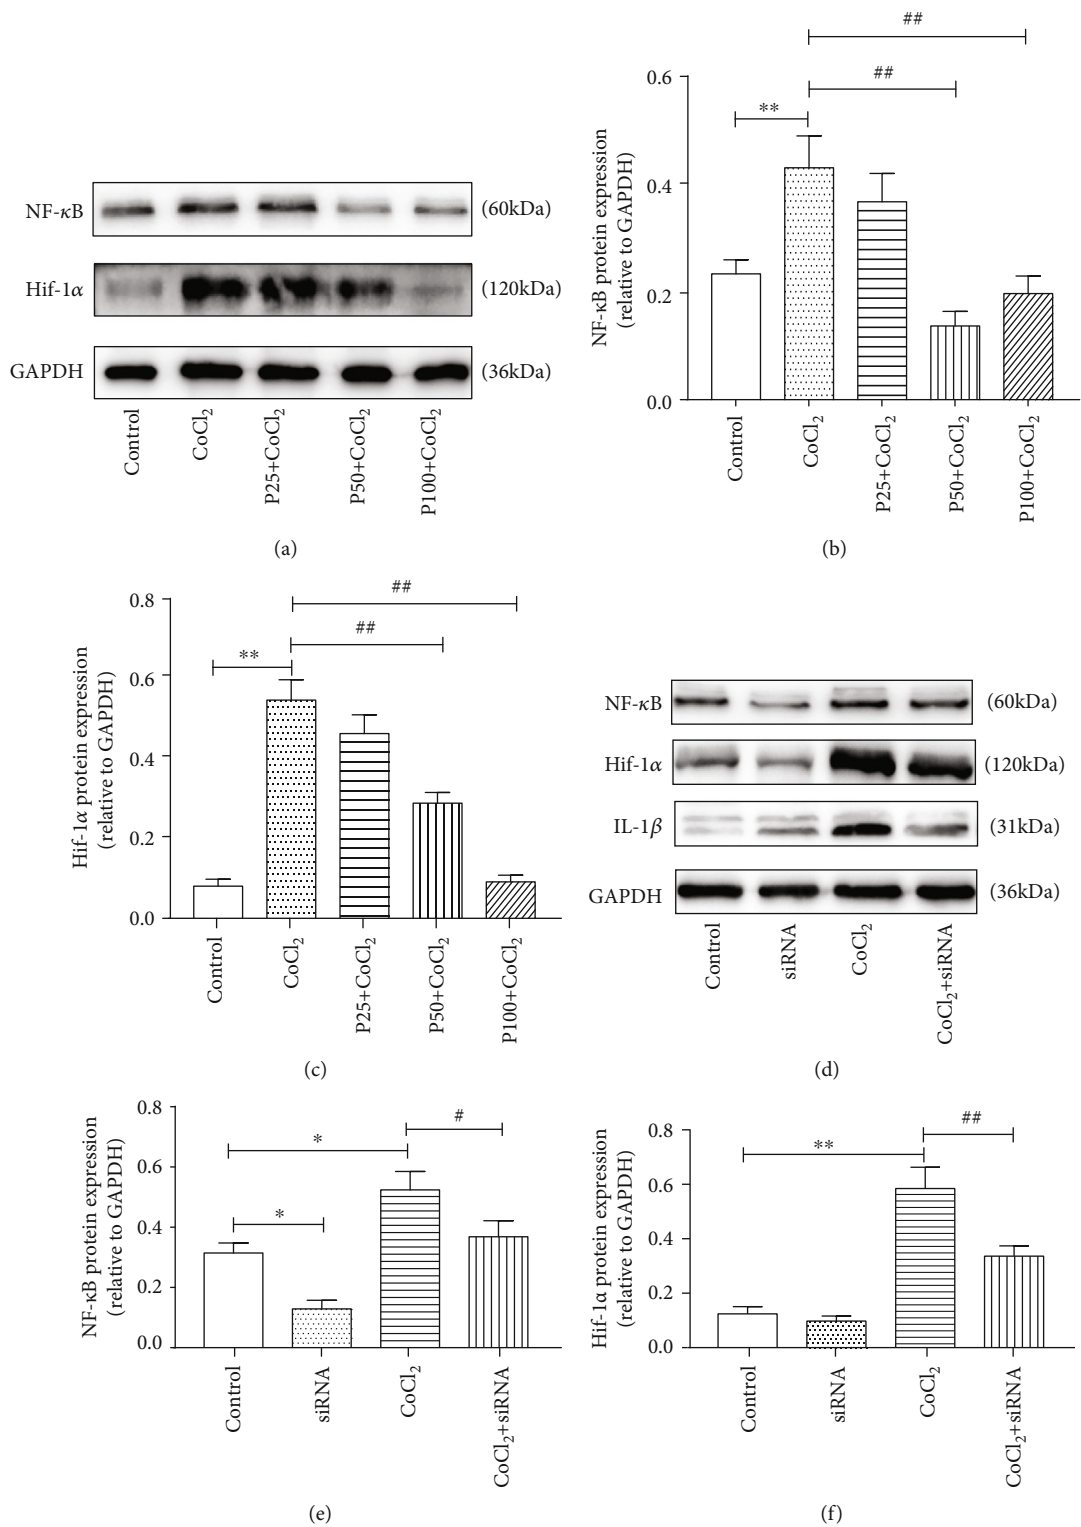 NF-κB
(60kDa)
Hif-1α
(120kDa)
GAPDH
(36kDa)
Control
CoCl2
P25+CoCl2
P50+CoCl2
P100+CoCl2
(a)
##
##
**
NF-κB protein expression
(relative to GAPDH)
0.6
0.4
0.2
0.0
Control
CoCl2
P25+CoCl2
P50+CoCl2
P100+CoCl2
(b)
##
##
**
Hif-1α protein expression
(relative to GAPDH)
0.8
0.6
0.4
0.2
0.0
Control
CoCl2
P25+CoCl2
P50+CoCl2
P100+CoCl2
(c)
NF-κB
(60kDa)
Hif-1α
(120kDa)
IL-1β
(31kDa)
GAPDH
(36kDa)
Control
siRNA
CoCl2
CoCl2+siRNA
(d)
NF-κB protein expression
(relative to GAPDH)
0.8
0.6
0.4
0.2
0.0
#
*
*
Control
siRNA
CoCl2
CoCl2+siRNA
(e)
Hif-1α protein expression
(relative to GAPDH)
0.8
0.6
0.4
0.2
0.0
##
**
Control
siRNA
CoCl2
CoCl2+siRNA
(f)